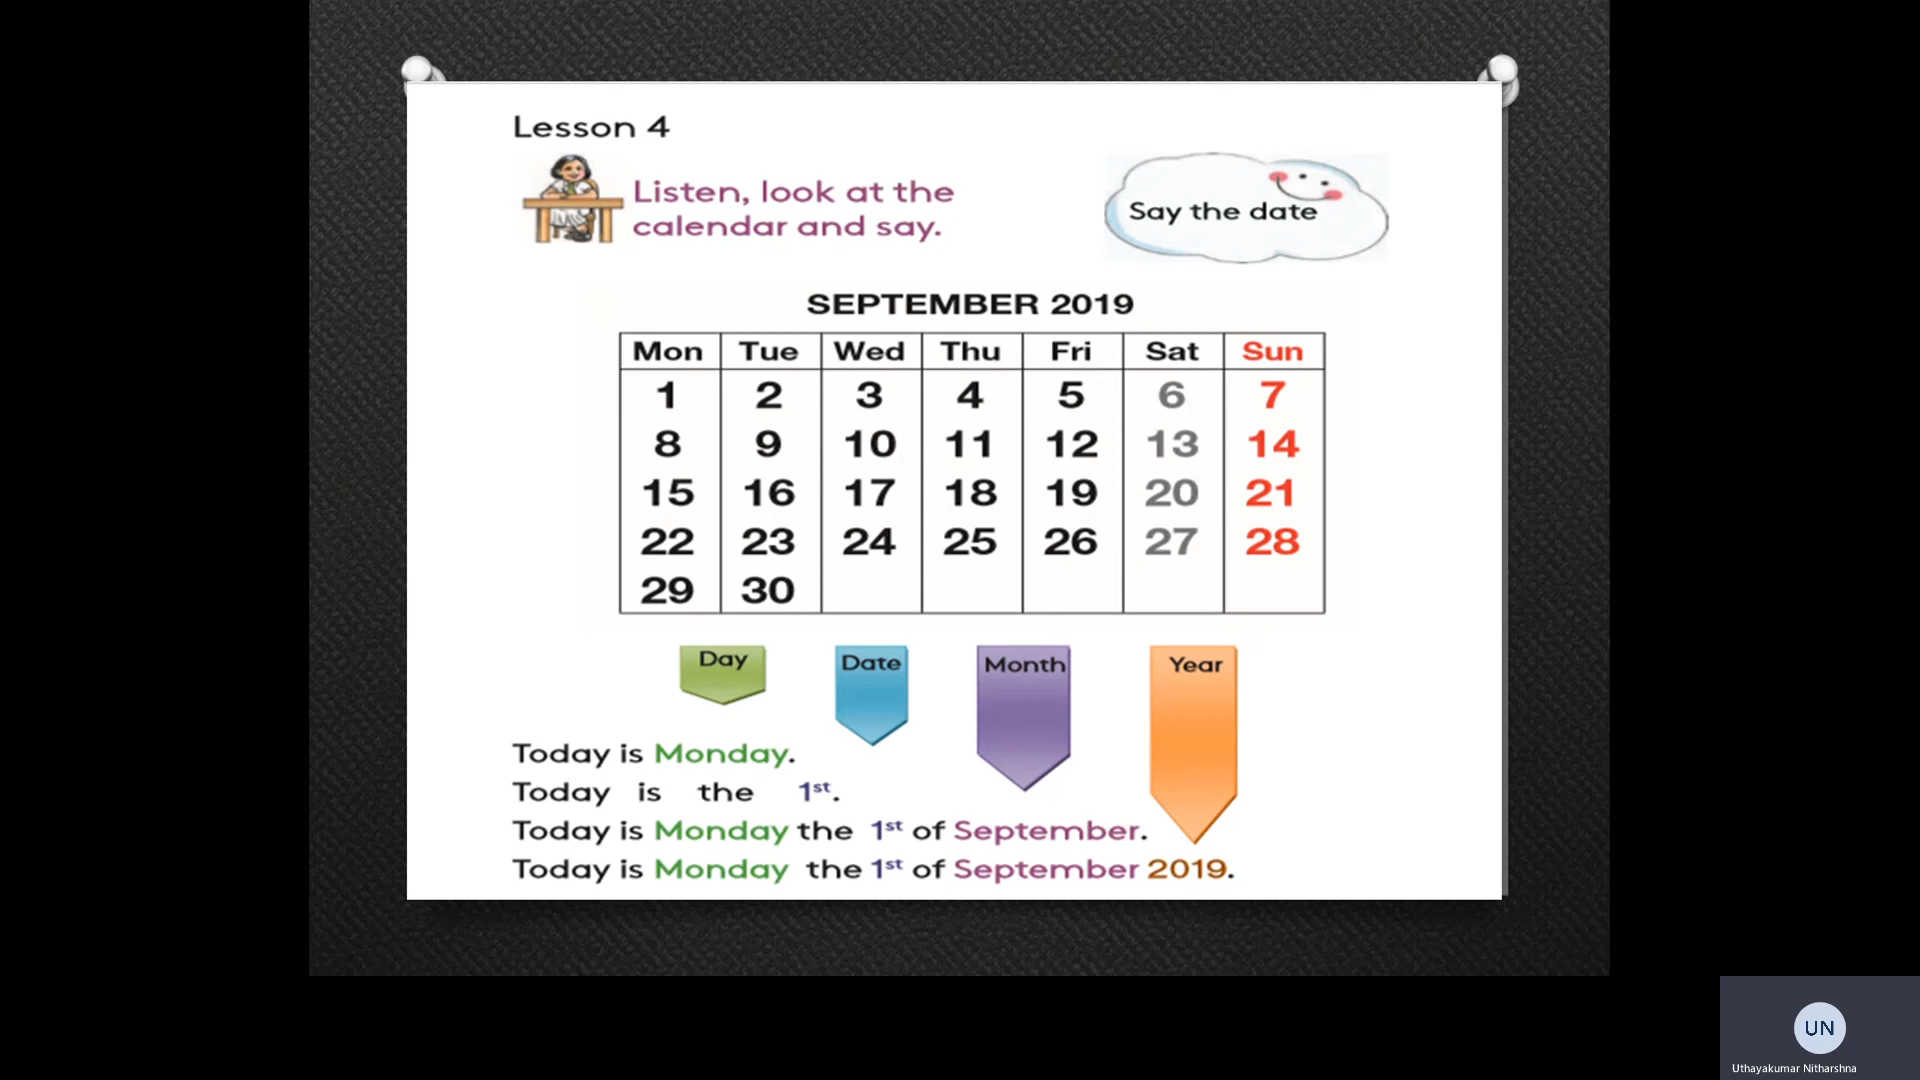 Lesson 4
Listen, look at the
calendar and say.
Say the date
SEPTEMBER 2019
Mon Tue Wed Thu Fri Sat Sun
1 2 3 4 5 6 7
8 9 10 11 12 13 14
15 16 17 18 19 20 21
22 23 24 25 26 27 28
29 30
Day Date Month Year
Today is Monday.
Today is the 1st.
Today is Monday the 1st of September.
Today is Monday the 1st of September 2019.
UN
Uthayakumar Nitharshna